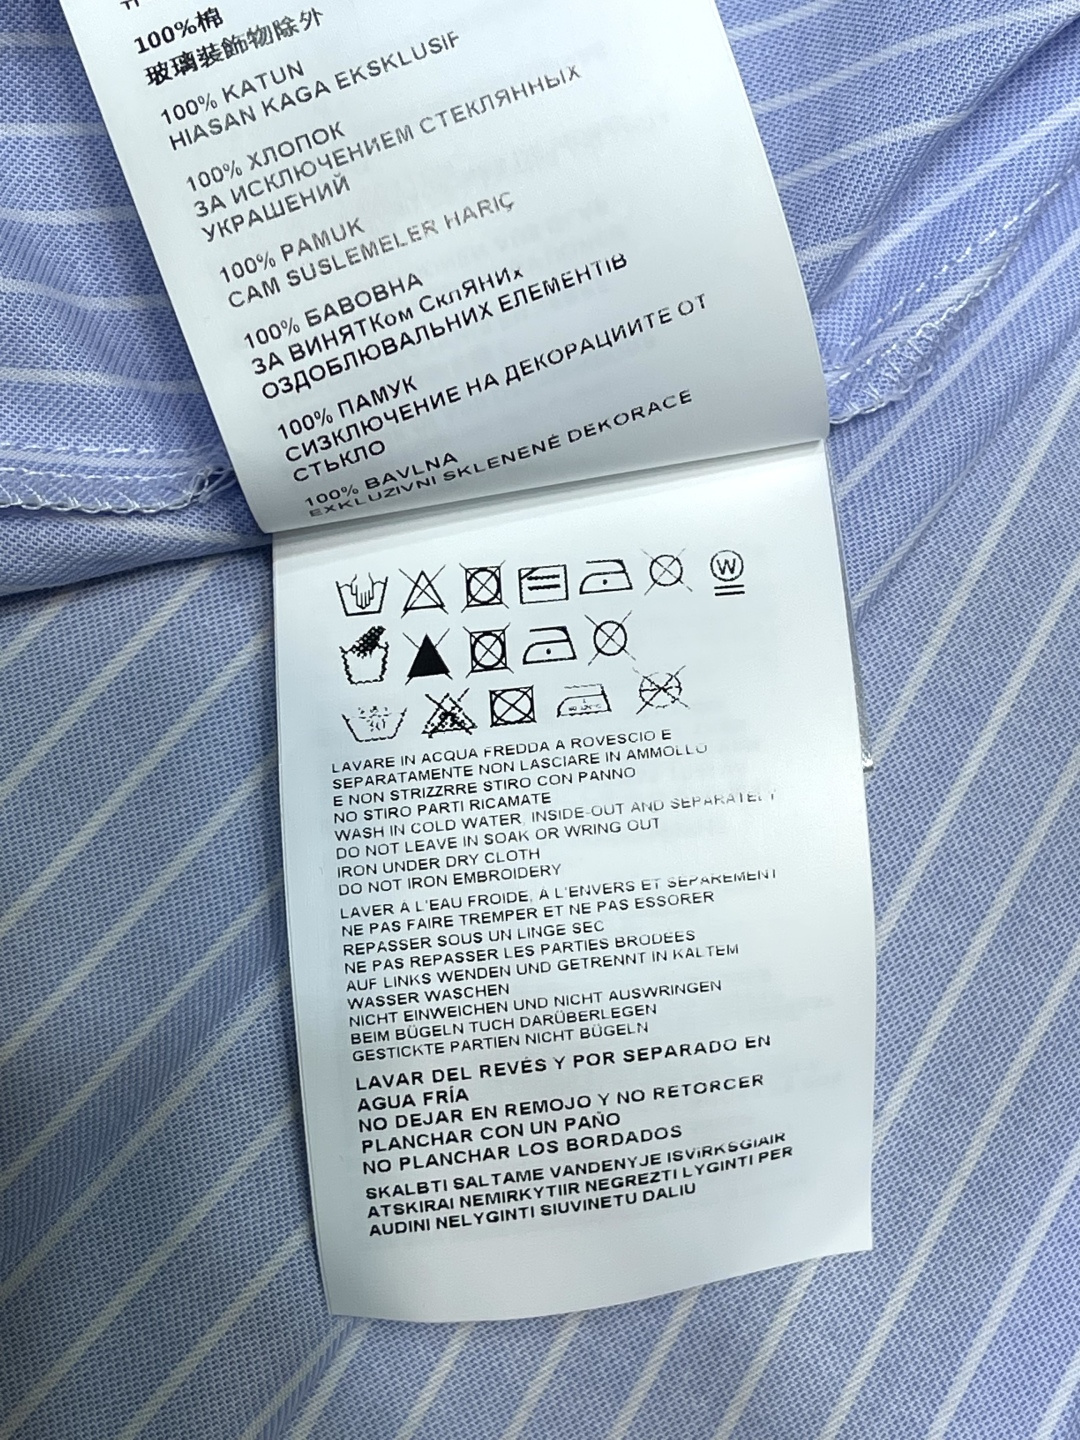 100%棉
玻璃装飾物除外
100% KATUN
HIASAN KAGA EKSKLUSIF
100% ХЛОПОК
ЗА ИСКЛЮЧЕНИЕМ СТЕКЛЯННЫХ
УКРАШЕНИЙ
100% PAMUK
CAM SUSLEMELER HARIÇ
100% БАВОВНА
ЗА ВИНЯТКом СклЯНИх
ОЗДОБЛЮВАЛЬНИХ ЕЛЕМЕНТІВ
100% ПАМУК
СИЗКЛЮЧЕНИЕ НА ДЕКОРАЦИИТЕ ОТ
СТЬКЛО
100% BAVLNA
EXKLUZIVNI SKLENENÉ DEKORACE
W
LAVARE IN ACQUA FREDDA A ROVESCIO E
SEPARATAMENTE NON LASCIARE IN AMMOLLO
E NON STRIZZRRE STIRO CON PANNO
NO STIRO PARTI RICAMATE
WASH IN COLD WATER, INSIDE-OUT AND SEPARATELY
DO NOT LEAVE IN SOAK OR WRING OUT
IRON UNDER DRY CLOTH
DO NOT IRON EMBROIDERY
LAVER À L'EAU FROIDE, À L'ENVERS ET SEPAREMENT
NE PAS FAIRE TREMPER ET NE PAS ESSORER
REPASSER SOUS UN LINGE SEC
NE PAS REPASSER LES PARTIES BRODEES
AUF LINKS WENDEN UND GETRENNT IN KALTEM
WASSER WASCHEN
NICHT EINWEICHEN UND NICHT AUSWRINGEN
BEIM BÜGELN TUCH DARÜBERLEGEN
GESTICKTE PARTIEN NICHT BÜGELN
LAVAR DEL REVÉS Y POR SEPARADO EN
AGUA FRÍA
NO DEJAR EN REMOJO Y NO RETORCER
PLANCHAR CON UN PAÑO
NO PLANCHAR LOS BORDADOS
SKALBTI SALTAME VANDENYJE ISVIRKSGIAIR
ATSKIRAI NEMIRKYTIIR NEGREZTI LYGINTI PER
AUDINI NELYGINTI SIUVINETU DALIU